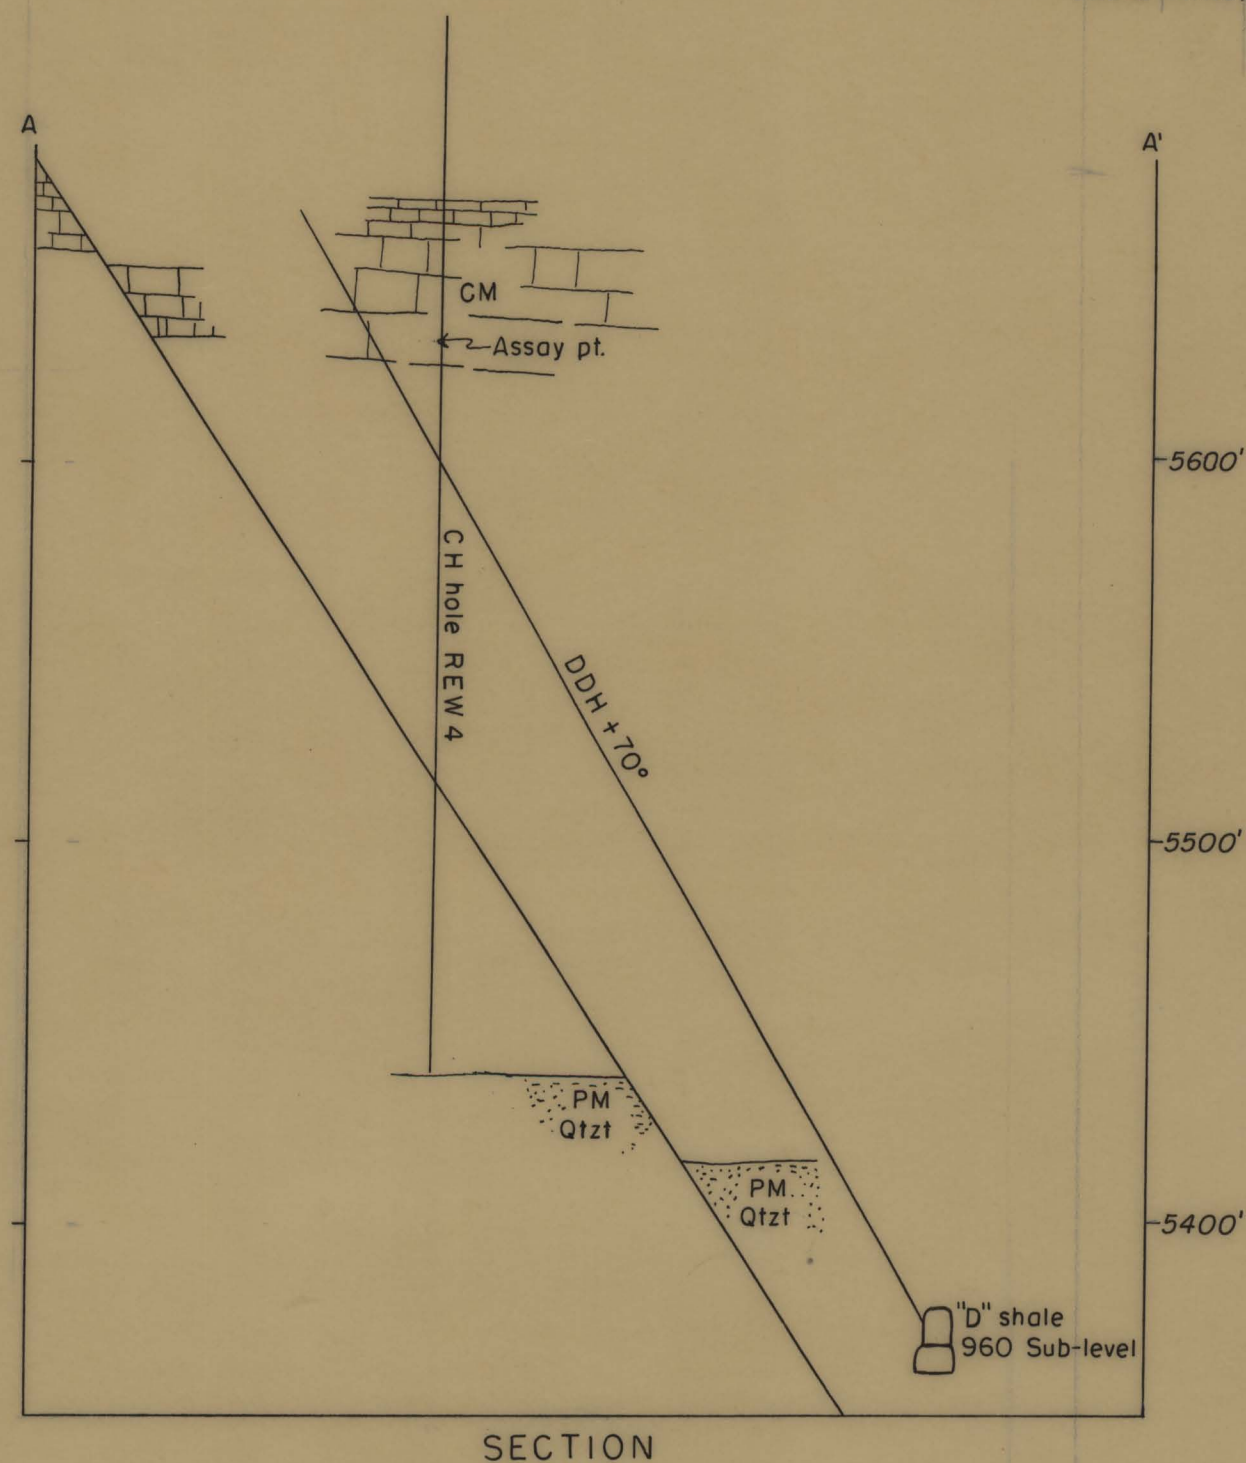 A
A'
CM
Assay pt.
5600'
CH hole REW 4
DDH + 70°
5500'
PM
Qtzt
PM
Qtzt
5400'
"D" shale
960 Sub-level
SECTION